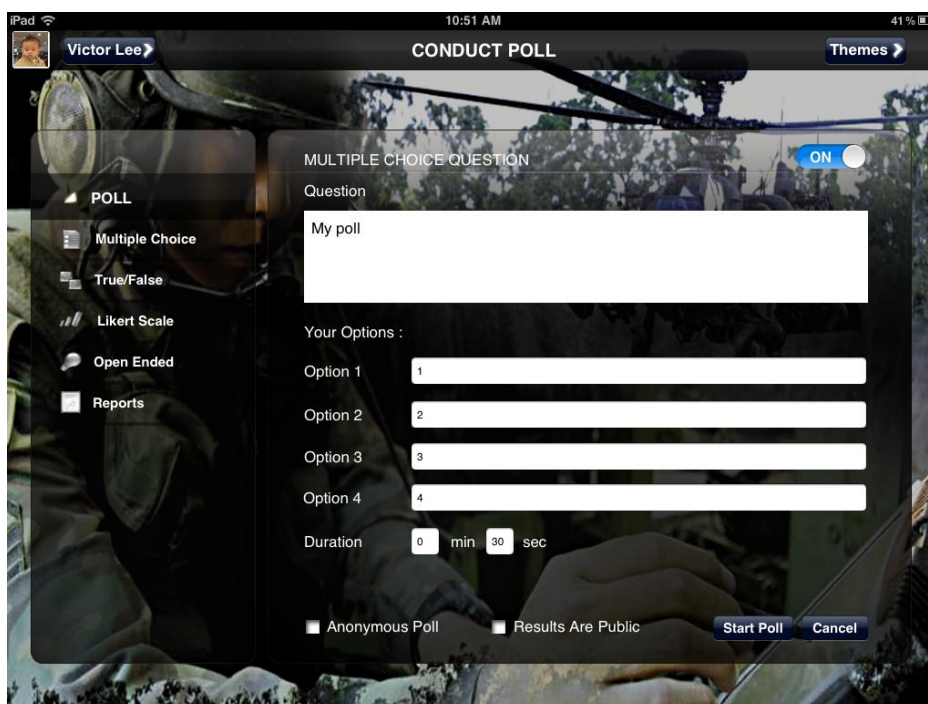 iPad 10:51 AM 41%
Victor Lee CONDUCT POLL Themes
MULTIPLE CHOICE QUESTION ON
POLL
Multiple Choice
True/False
Likert Scale
Open Ended
Reports
Question
My poll
Your Options :
Option 1 1
Option 2 2
Option 3 3
Option 4 4
Duration 0 min 30 sec
Anonymous Poll Results Are Public Start Poll Cancel